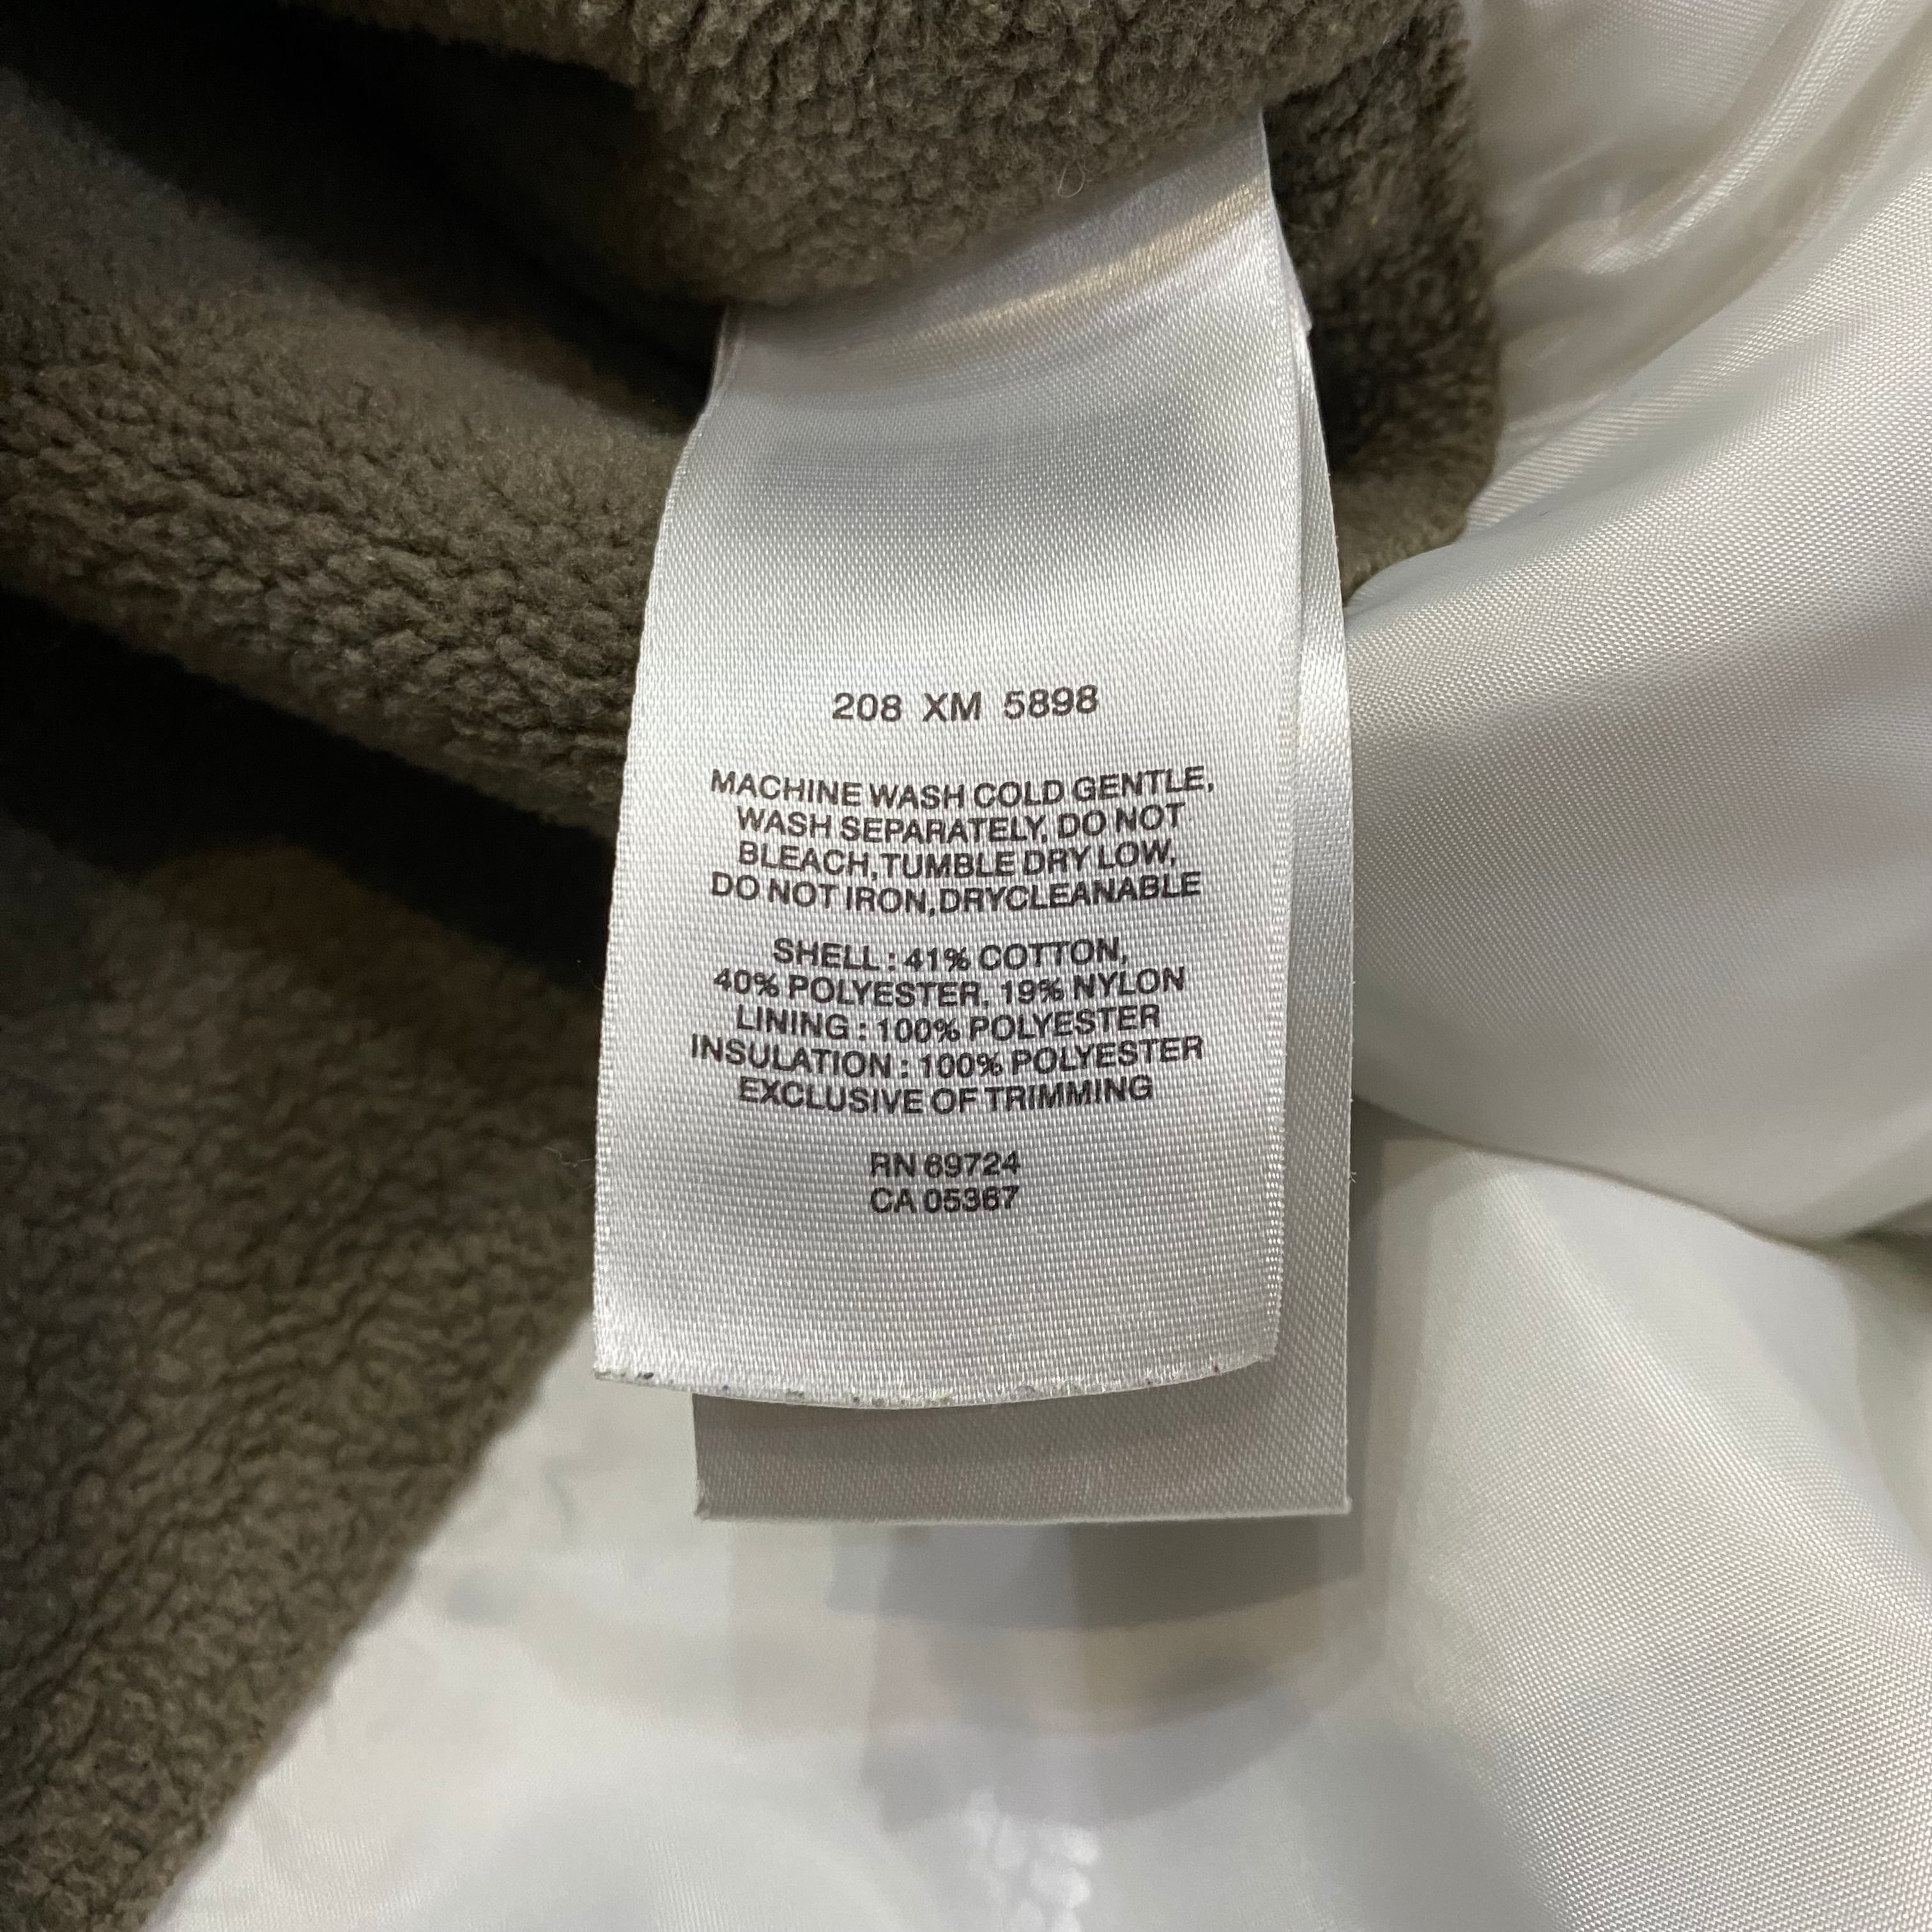 208 XM 5898
MACHINE WASH COLD GENTLE,
WASH SEPARATELY, DO NOT
BLEACH, TUMBLE DRY LOW,
DO NOT IRON, DRYCLEANABLE
SHELL : 41% COTTON,
40% POLYESTER, 19% NYLON
LINING : 100% POLYESTER
INSULATION : 100% POLYESTER
EXCLUSIVE OF TRIMMING
RN 69724
CA 05367